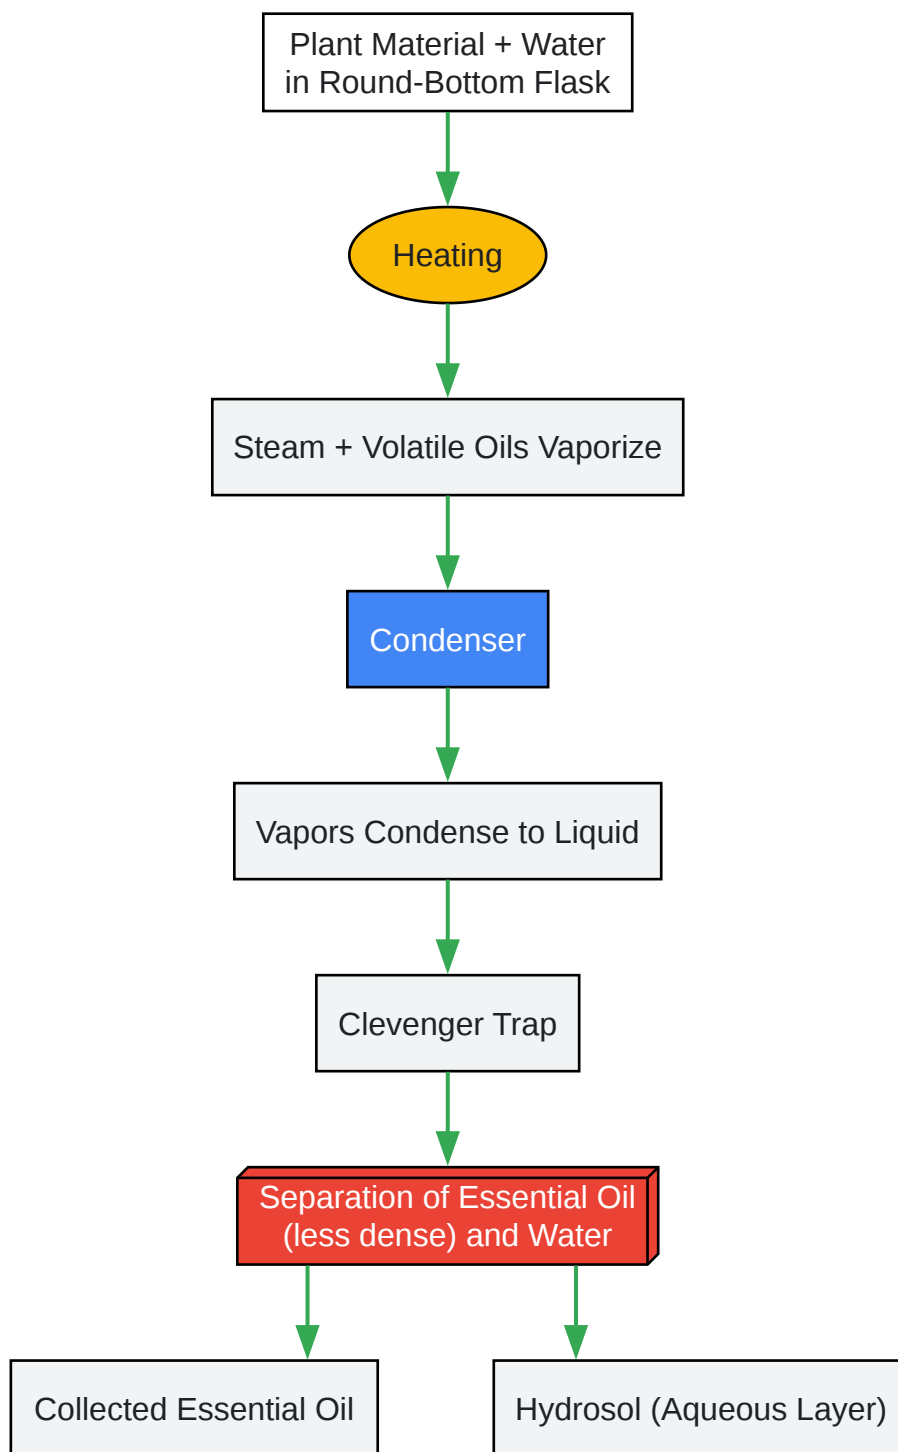 Plant Material + Water
in Round-Bottom Flask
Heating
Steam + Volatile Oils Vaporize
Condenser
Vapors Condense to Liquid
Clevenger Trap
Separation of Essential Oil
(less dense) and Water
Collected Essential Oil
Hydrosol (Aqueous Layer)